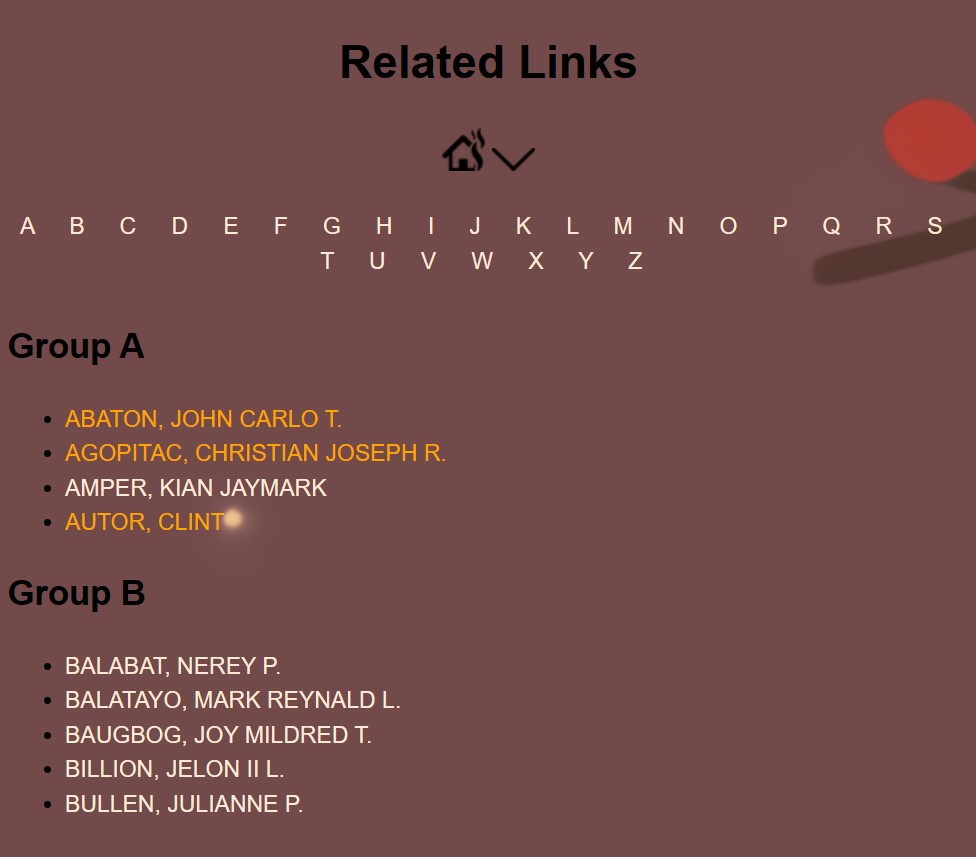 Related Links
A B C D E F G H I J K L M N O P Q R S
T U V W X Y Z
Group A
ABATON, JOHN CARLO T.
AGOPITAC, CHRISTIAN JOSEPH R.
AMPER, KIAN JAYMARK
AUTOR, CLINT
Group B
BALABAT, NEREY P.
BALATAYO, MARK REYNALD L.
BAUGBOG, JOY MILDRED T.
BILLION, JELON II L.
BULLEN, JULIANNE P.